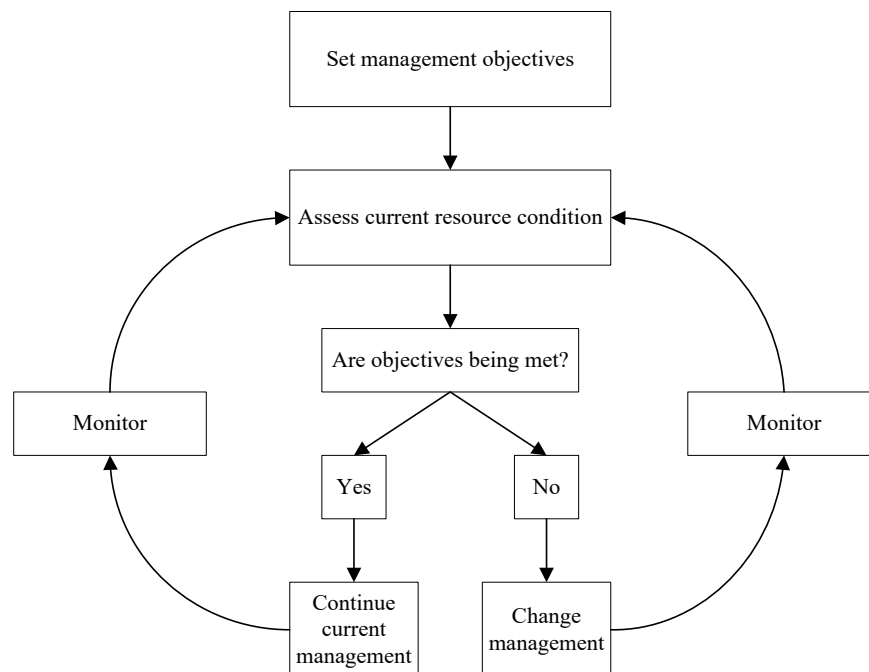 Set management objectives
Assess current resource condition
Are objectives being met?
Monitor
Monitor
Yes
No
Continue
current
management
Change
management